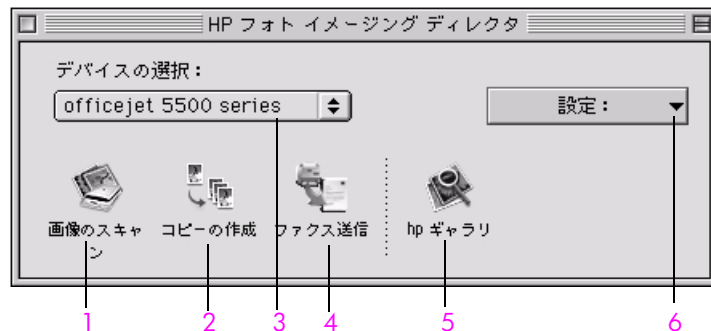 HP フォト イメージング ディレクタ
デバイスの選択：
officejet 5500 series
設定：
画像のスキャン
コピーの作成
ファクス送信
hp ギャラリ
1 2 3 4 5 6